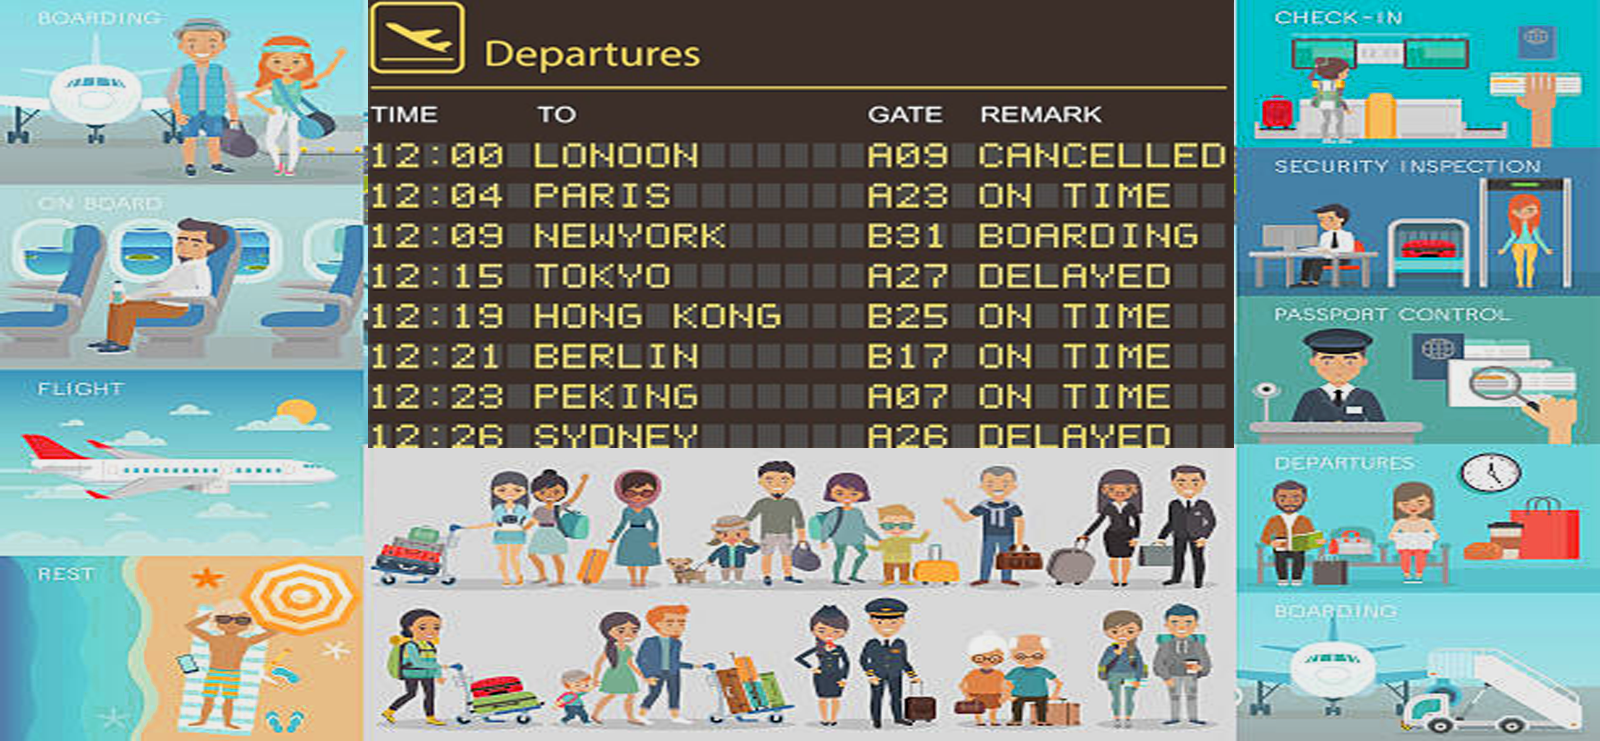 BOARDING
ON BOARD
FLIGHT
REST
Departures
TIME TO GATE REMARK
12:00 LONOON A09 CANCELLED
12:04 PARIS A23 ON TIME
12:09 NEWYORK B31 BOARDING
12:15 TOKYO A27 DELAYED
12:19 HONG KONG B25 ON TIME
12:21 BERLIN B17 ON TIME
12:23 PEKING A07 ON TIME
12:26 SYDNEY A26 DELAYED
CHECK-IN
SECURITY INSPECTION
PASSPORT CONTROL
DEPARTURES
BOARDING